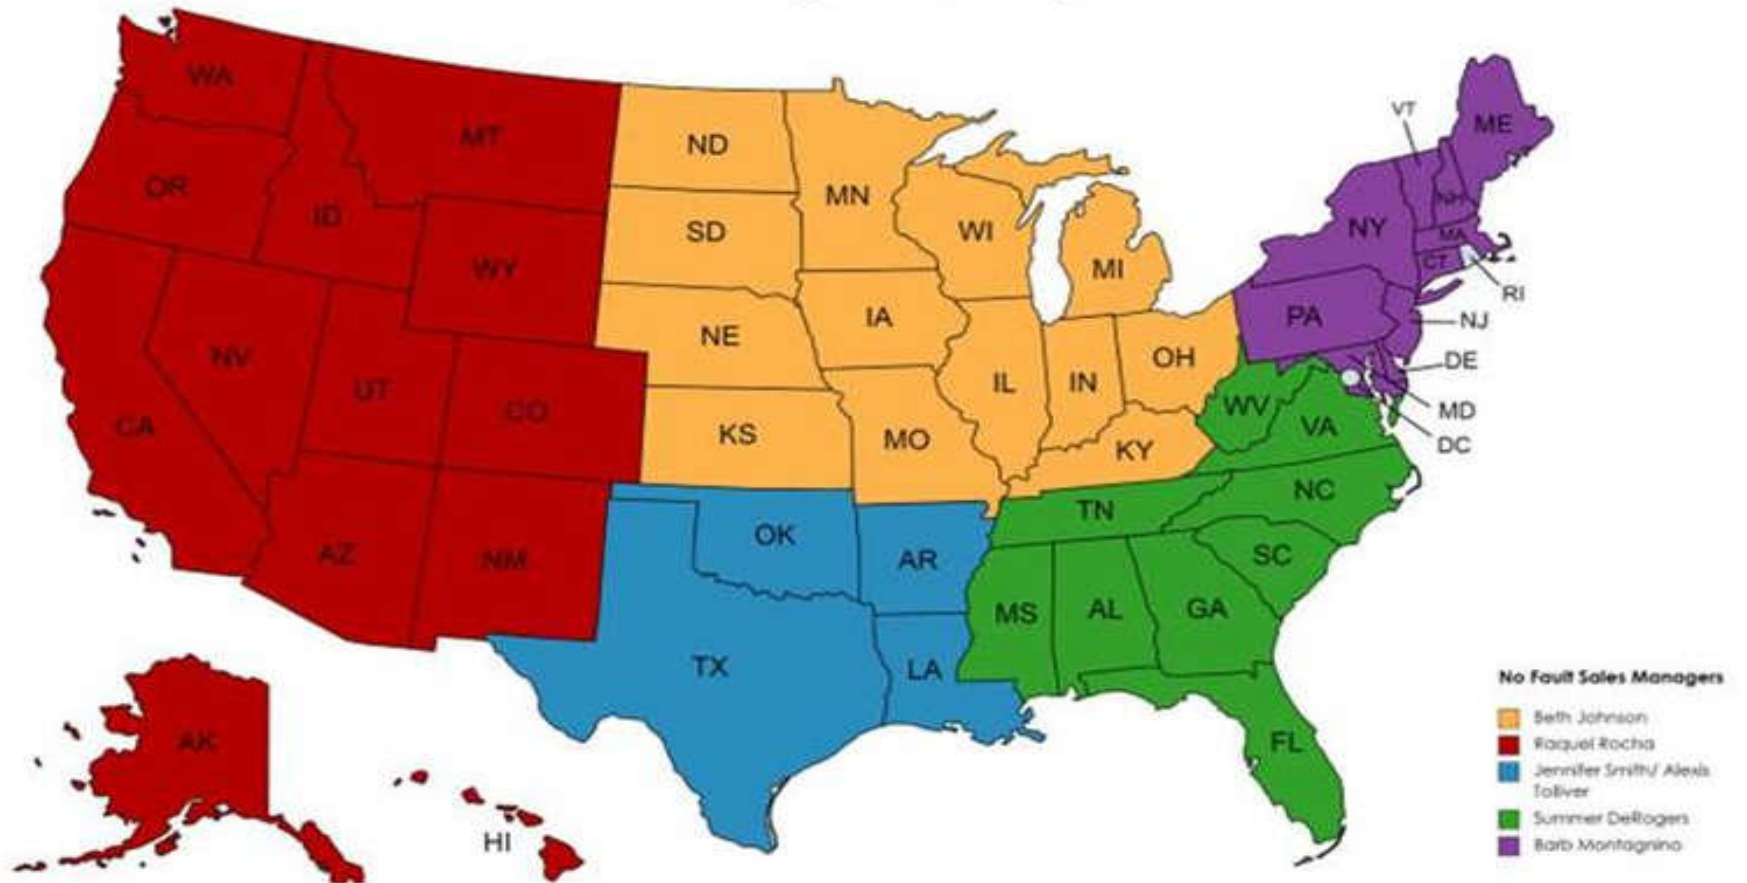 WA
MT
ND
MN
VT
ME
OR
ID
SD
WI
NH
NY
MA
WY
MI
CT
RI
NE
IA
PA
NJ
NV
OH
DE
UT
IL
IN
CO
WV
MD
CA
KS
MO
KY
VA
DC
AZ
NM
OK
AR
TN
NC
SC
TX
LA
MS
AL
GA
AK
HI
FL
No Fault Sales Managers
Beth Johnson
Raquel Rocha
Jennifer Smith/ Alexis
Tolliver
Summer DeRogers
Barb Montagnino